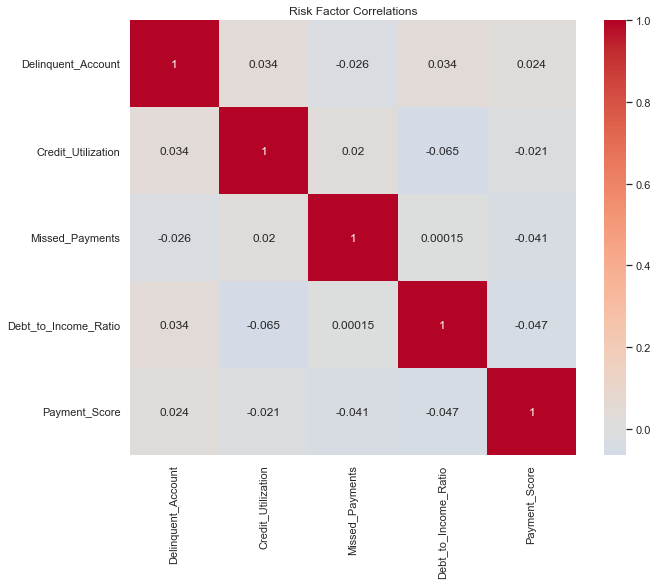 Risk Factor Correlations
Delinquent_Account 1 0.034 -0.026 0.034 0.024
Credit_Utilization 0.034 1 0.02 -0.065 -0.021
Missed_Payments -0.026 0.02 1 0.00015 -0.041
Debt_to_Income_Ratio 0.034 -0.065 0.00015 1 -0.047
Payment_Score 0.024 -0.021 -0.041 -0.047 1
Delinquent_Account
Credit_Utilization
Missed_Payments
Debt_to_Income_Ratio
Payment_Score
1.0
0.8
0.6
0.4
0.2
0.0